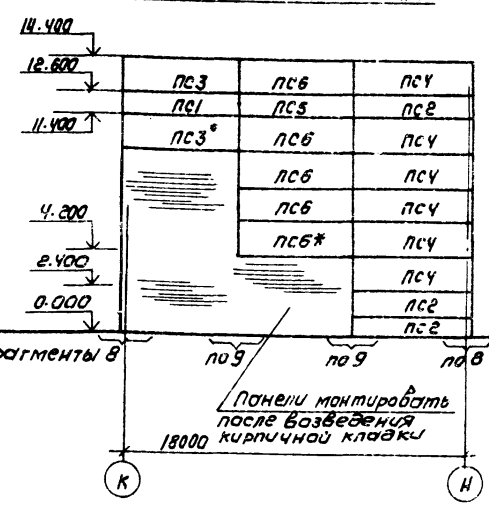 14.400
12.600
11.400
4.200
2.400
0.000
ПС3 ПС6 ПС4
ПС1 ПС5 ПС2
ПС3* ПС6 ПС4
ПС6 ПС4
ПС6 ПС4
ПС6* ПС4
ПС4
ПС2
ПС2
рагменты 8 по 9 по 9 по 8
Панели монтировать
после возведения
кирпичной кладки
18000
К Н